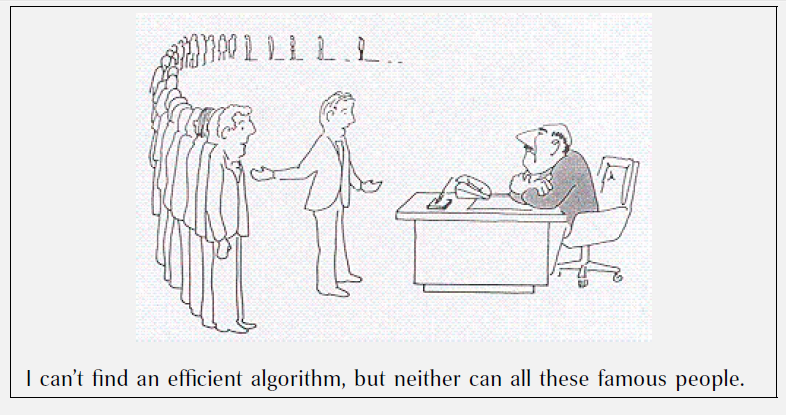 I can't find an efficient algorithm, but neither can all these famous people.